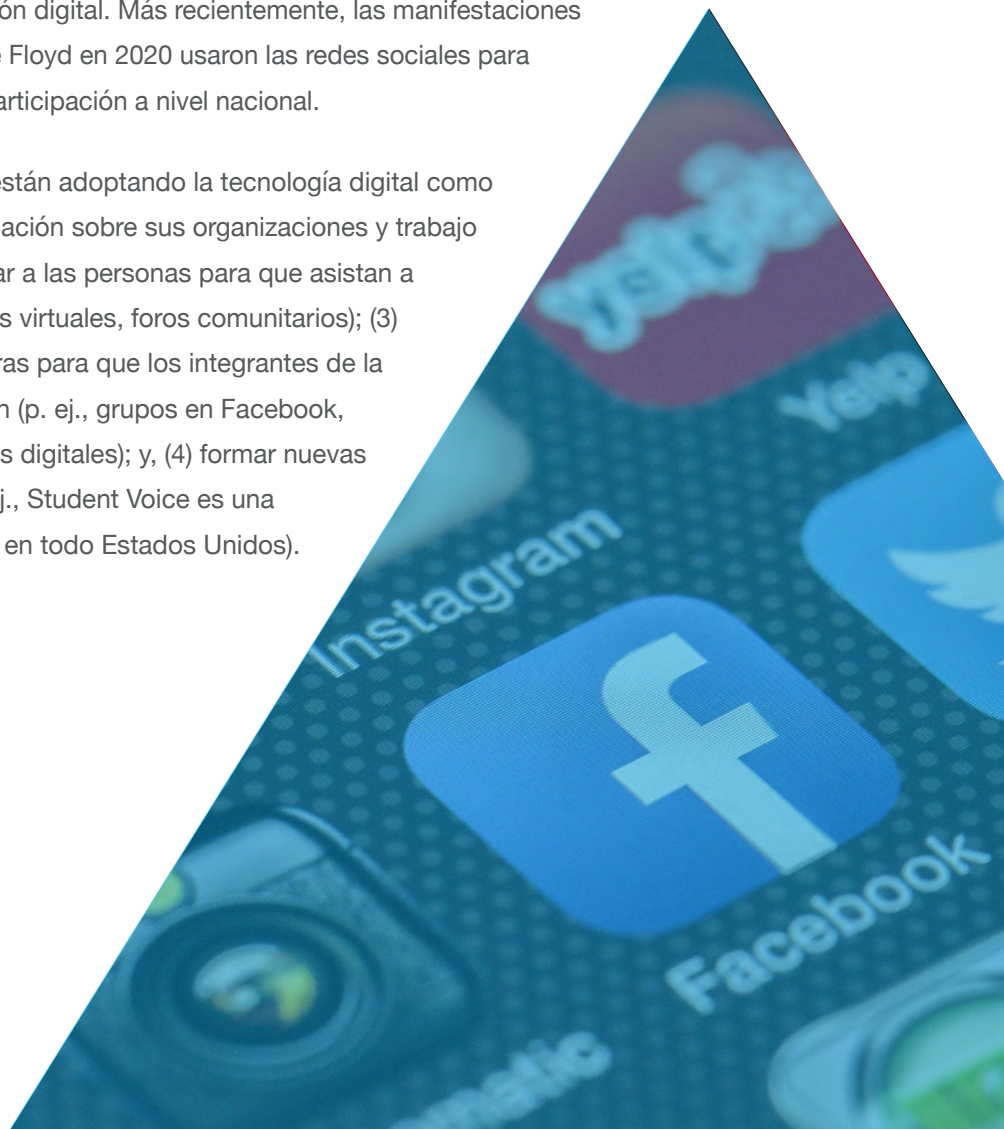 ón digital. Más recientemente, las manifestaciones
Floyd en 2020 usaron las redes sociales para
articipación a nivel nacional.
están adoptando la tecnología digital como
ación sobre sus organizaciones y trabajo
ar a las personas para que asistan a
s virtuales, foros comunitarios); (3)
ras para que los integrantes de la
n (p. ej., grupos en Facebook,
s digitales); y, (4) formar nuevas
j., Student Voice es una
en todo Estados Unidos).
yelp
Yelp
Instagram
f
Facebook
matic